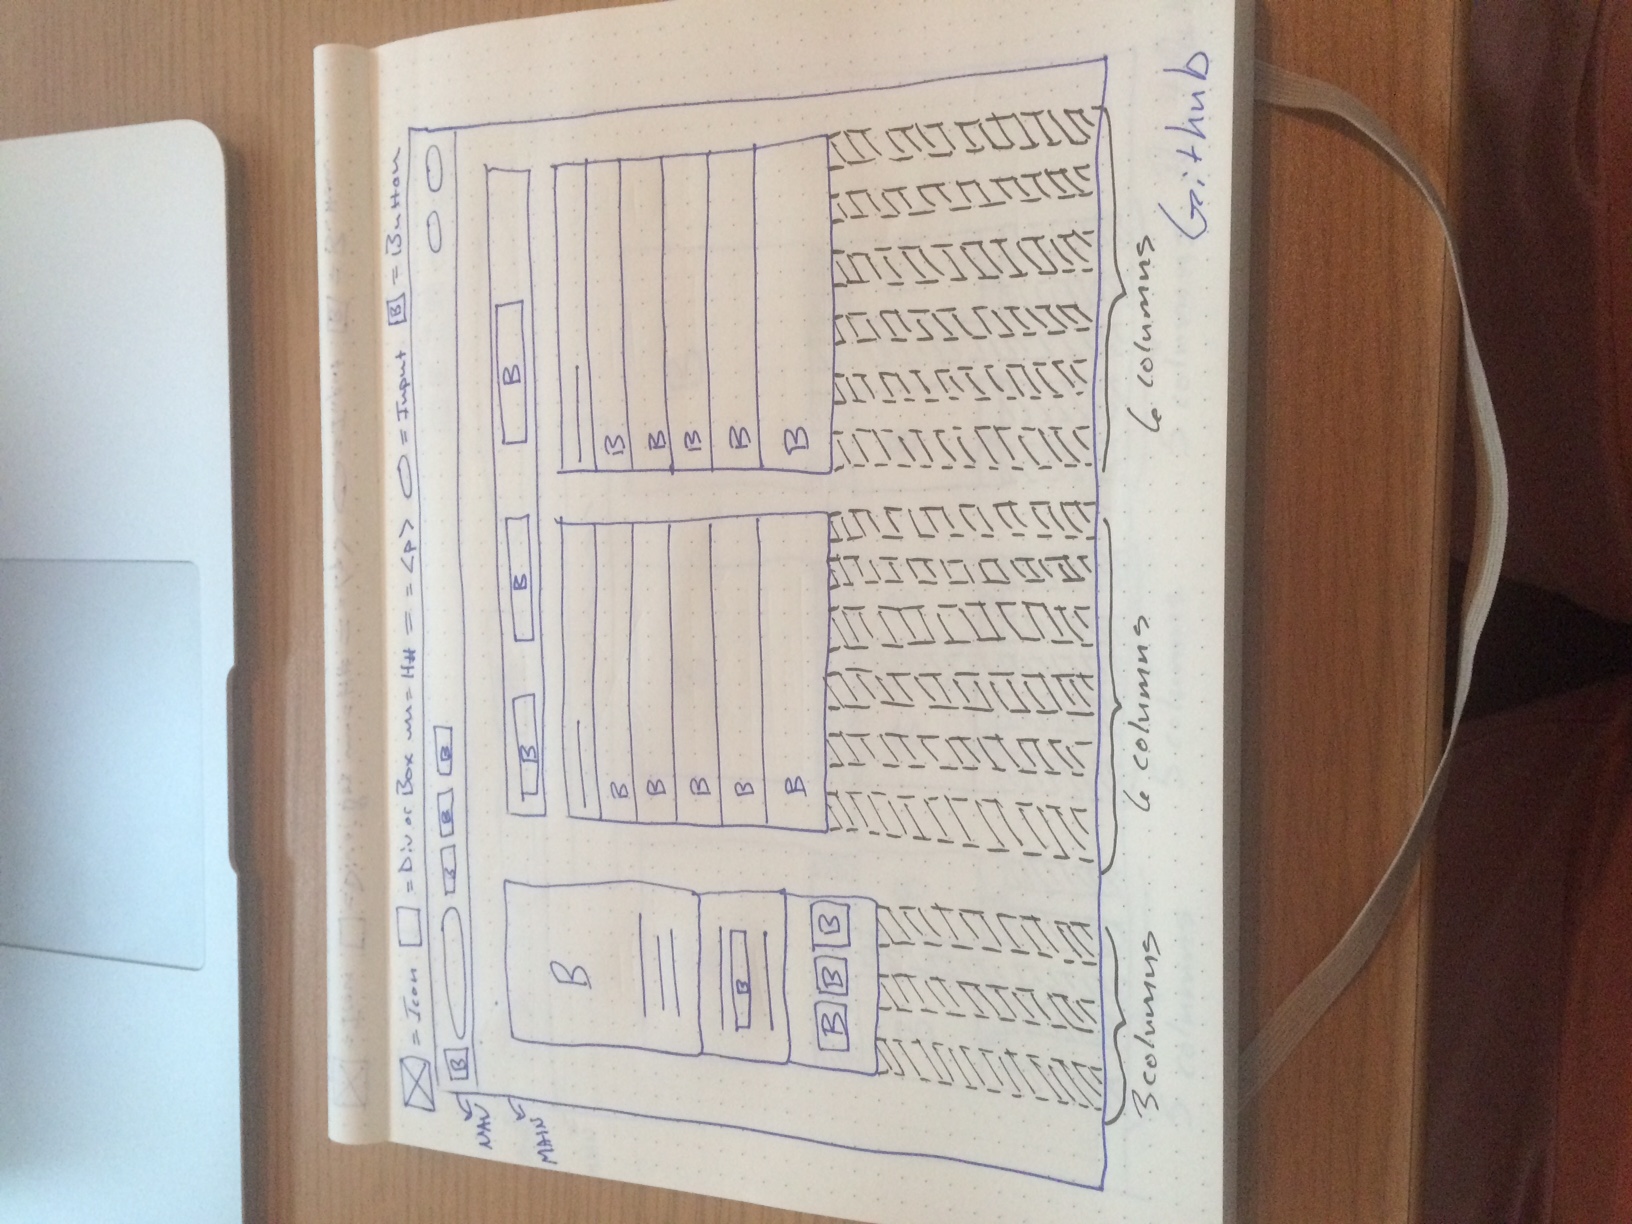 = Icon = Div or Box = H# = <p> = Input B = Button
B B B B
NAV
MAIN
B B B
B
B B
B B
B B
B B
B B
B
B B B
3 columns 6 columns 6 columns
Github